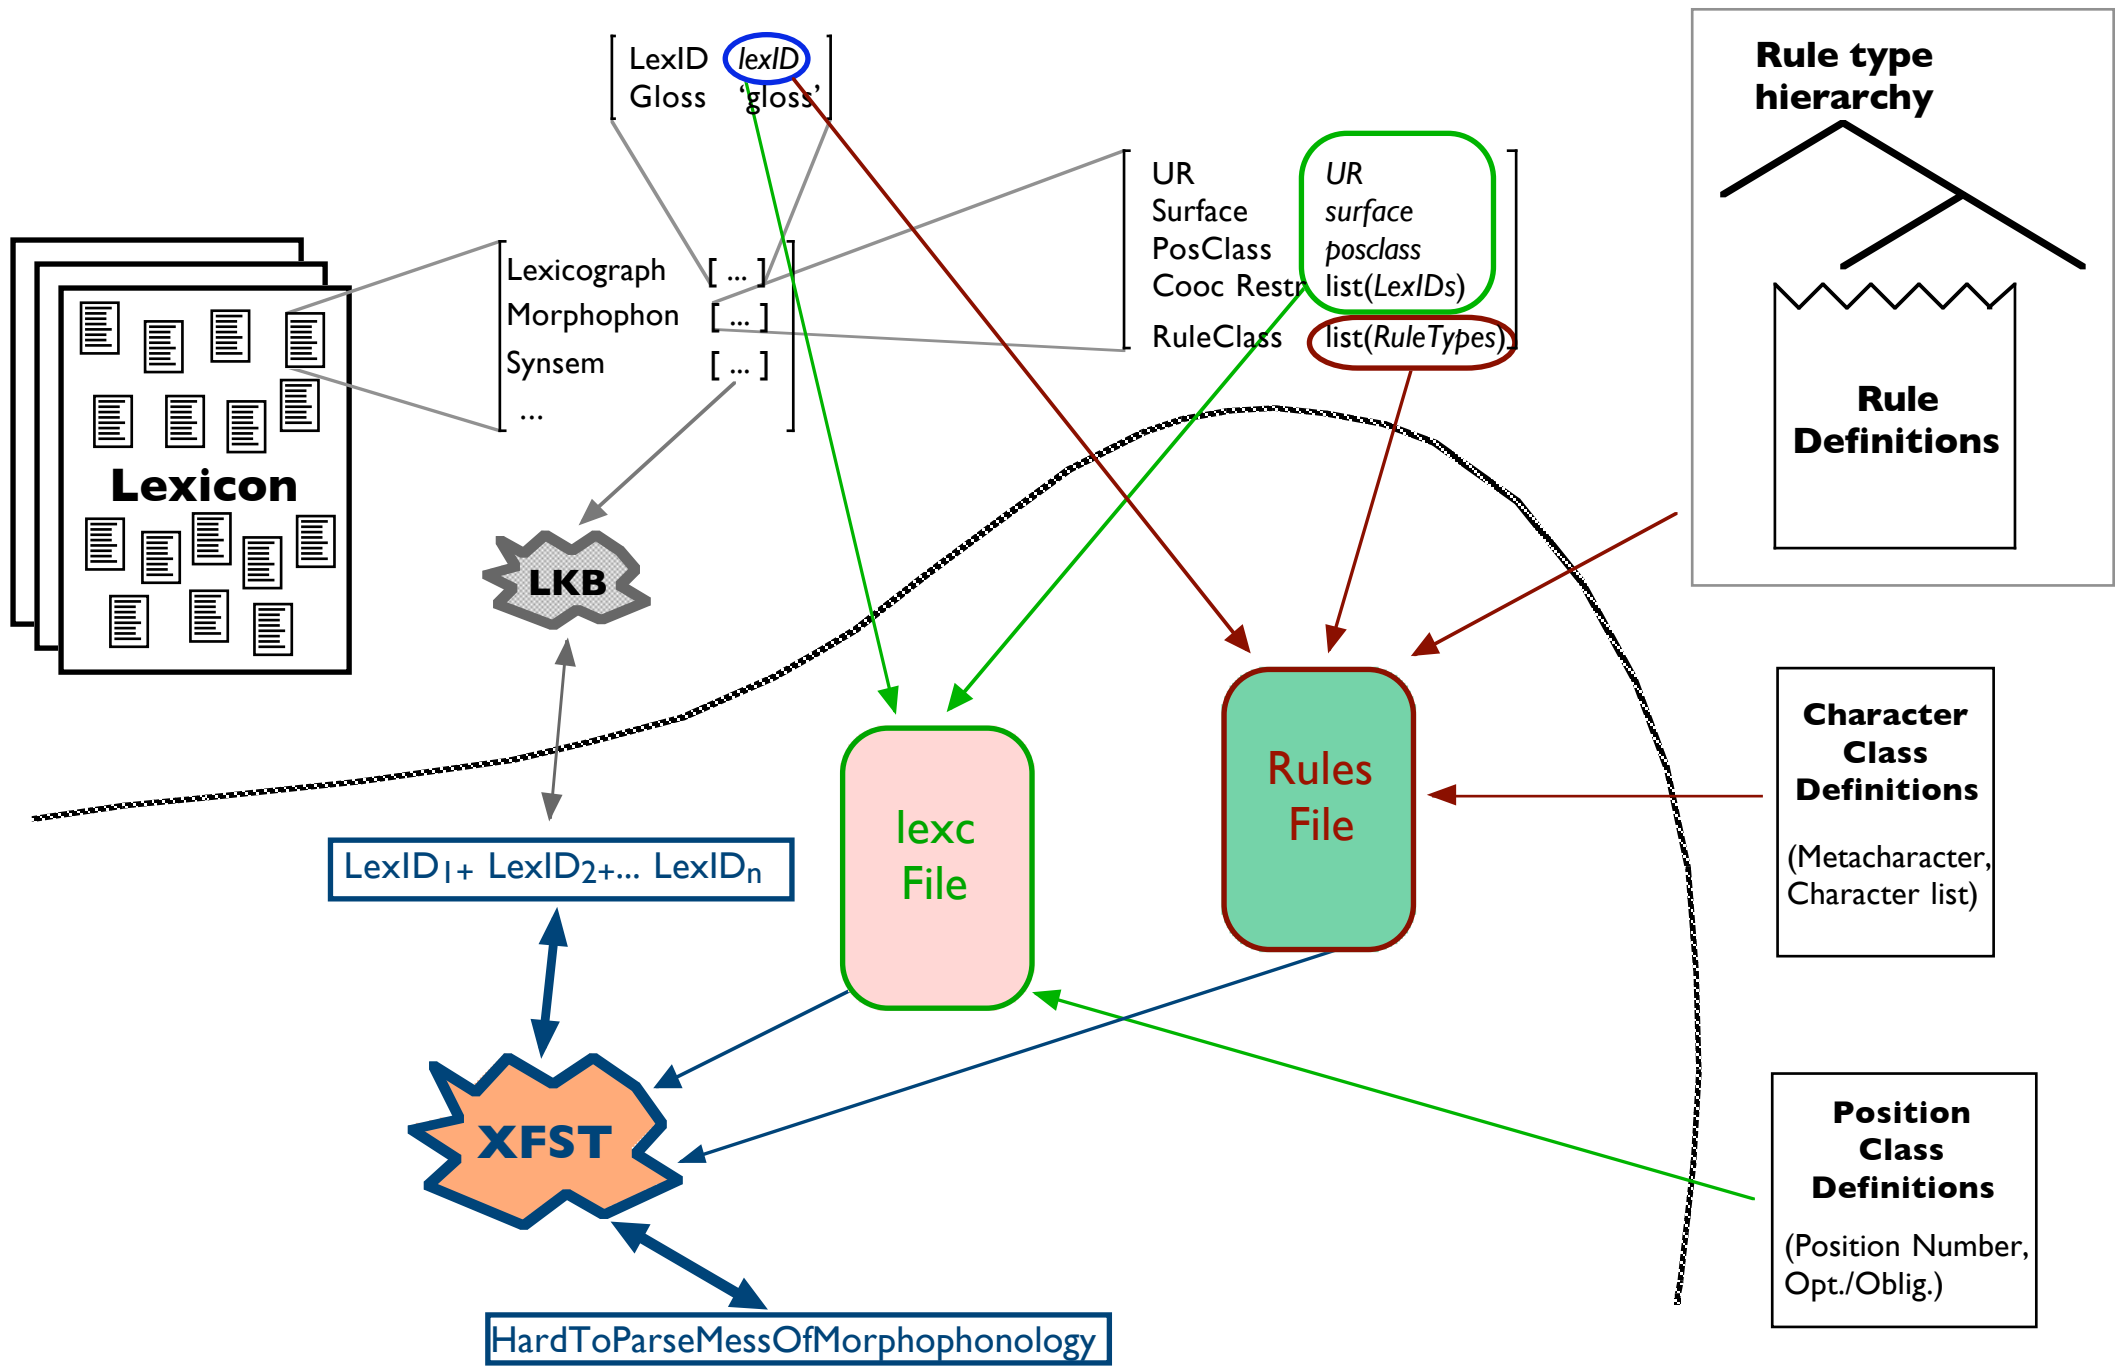 LexID lexID
Gloss ‘gloss’
UR UR
Surface surface
PosClass posclass
Cooc Restr list(LexIDs)
RuleClass list(RuleTypes)
Rule type
hierarchy
Rule
Definitions
Lexicograph [ ... ]
Morphophon [ ... ]
Synsem [ ... ]
...
Lexicon
LKB
Character
Class
Definitions
(Metacharacter,
Character list)
Rules
File
lexc
File
LexID1+ LexID2+... LexIDn
XFST
Position
Class
Definitions
(Position Number,
Opt./Oblig.)
HardToParseMessOfMorphophonology